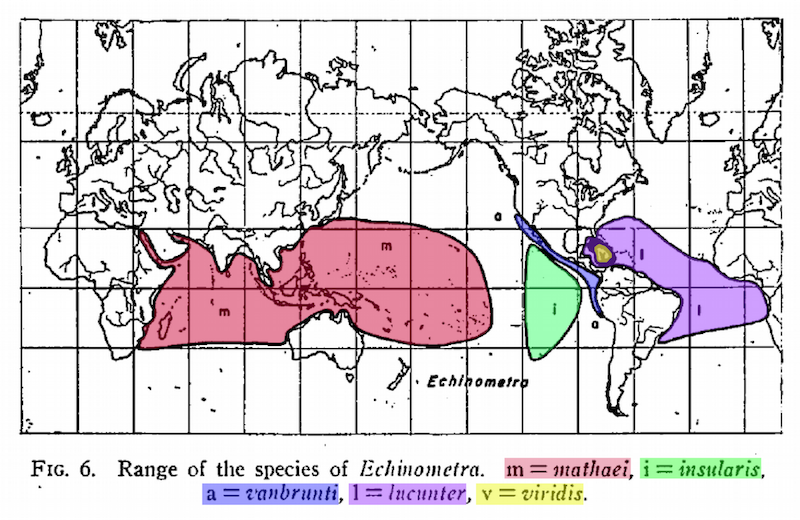 a
m
l
v
m
i
l
a
Echinometra
FIG. 6. Range of the species of Echinometra. m = mathaei, i = insularis,
a = vanbrunti, l = lucunter, v = viridis.